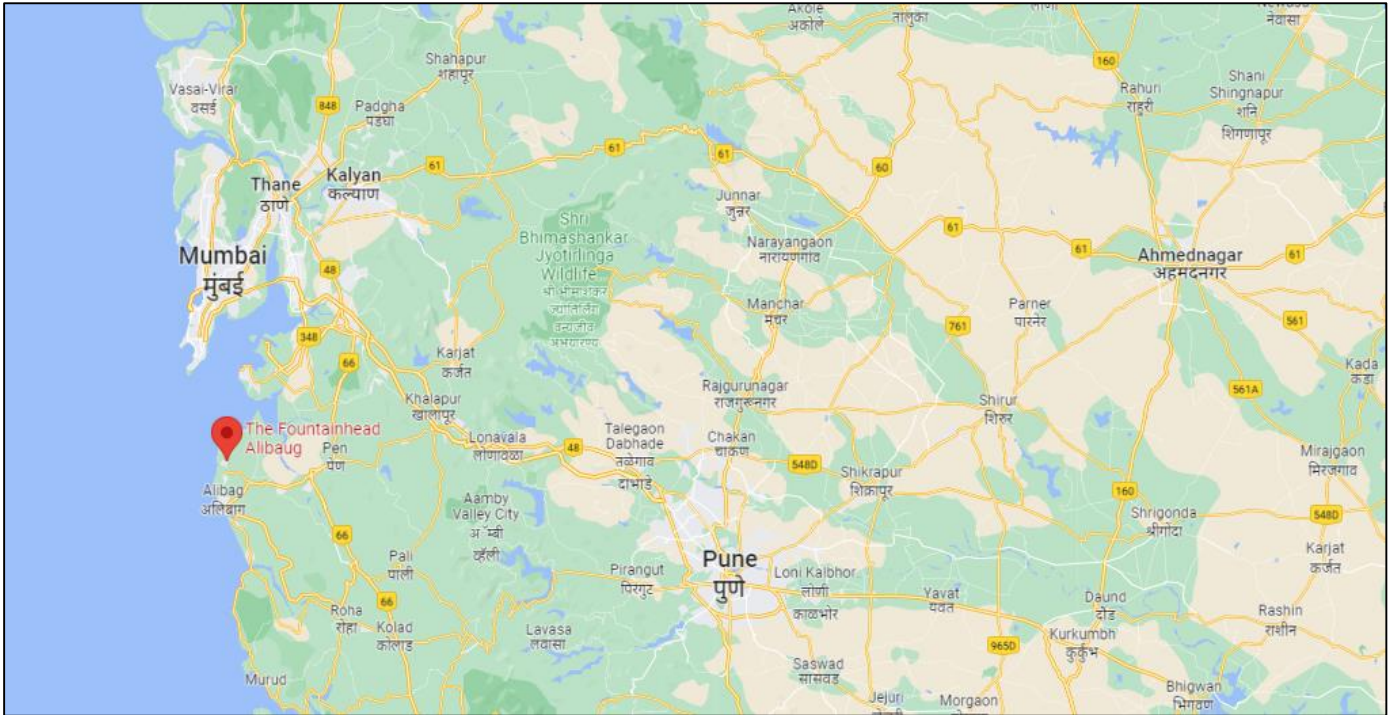 Akole
अकोले
तालुका
नेवासा
Shahapur
शहापूर
160
Vasai-Virar
वसई
848
Padgha
पडघा
Rahuri
राहुरी
Shani
Shingnapur
शनि
शिंगणापूर
61
61
61
60
Thane
ठाणे
Kalyan
कल्याण
Junnar
जुन्नर
Shri
Bhimashankar
Jyotirlinga
Wildlife
श्री भीमाशंकर
ज्योतिर्लिंग
वन्यजीव
अभयारण्य
Narayangaon
नारायणगाव
61
61
61
Ahmednagar
अहमदनगर
Mumbai
मुंबई
48
Manchar
मंचर
Parner
पारनेर
761
561
348
66
Karjat
कर्जत
Kada
कडा
Khalapur
खालापूर
Rajgurunagar
राजगुरूनगर
561A
Shirur
शिरुर
The Fountainhead
Alibaug
Pen
पेण
Lonavala
लोणावळा
48
Talegaon
Dabhade
तळेगाव
दाभाडे
Chakan
चाकण
548D
Shikrapur
शिक्रापूर
Mirajgaon
मिरजगाव
Alibag
अलिबाग
Aamby
Valley City
अ‍ॅम्बी
व्हॅली
160
Shrigonda
श्रीगोंदा
548D
66
Karjat
कर्जत
Pali
पाली
Pirangut
पिरंगुट
Pune
पुणे
Loni Kalbhor
लोणी
काळभोर
Yavat
यवत
Daund
दौंड
66
Roha
रोहा
Kolad
कोलाड
Lavasa
लवासा
Rashin
राशीन
Kurkumbh
कुर्कुंभ
965D
Saswad
सासवड
Murud
Jejuri
Morgaon
Bhigwan
भिगवण